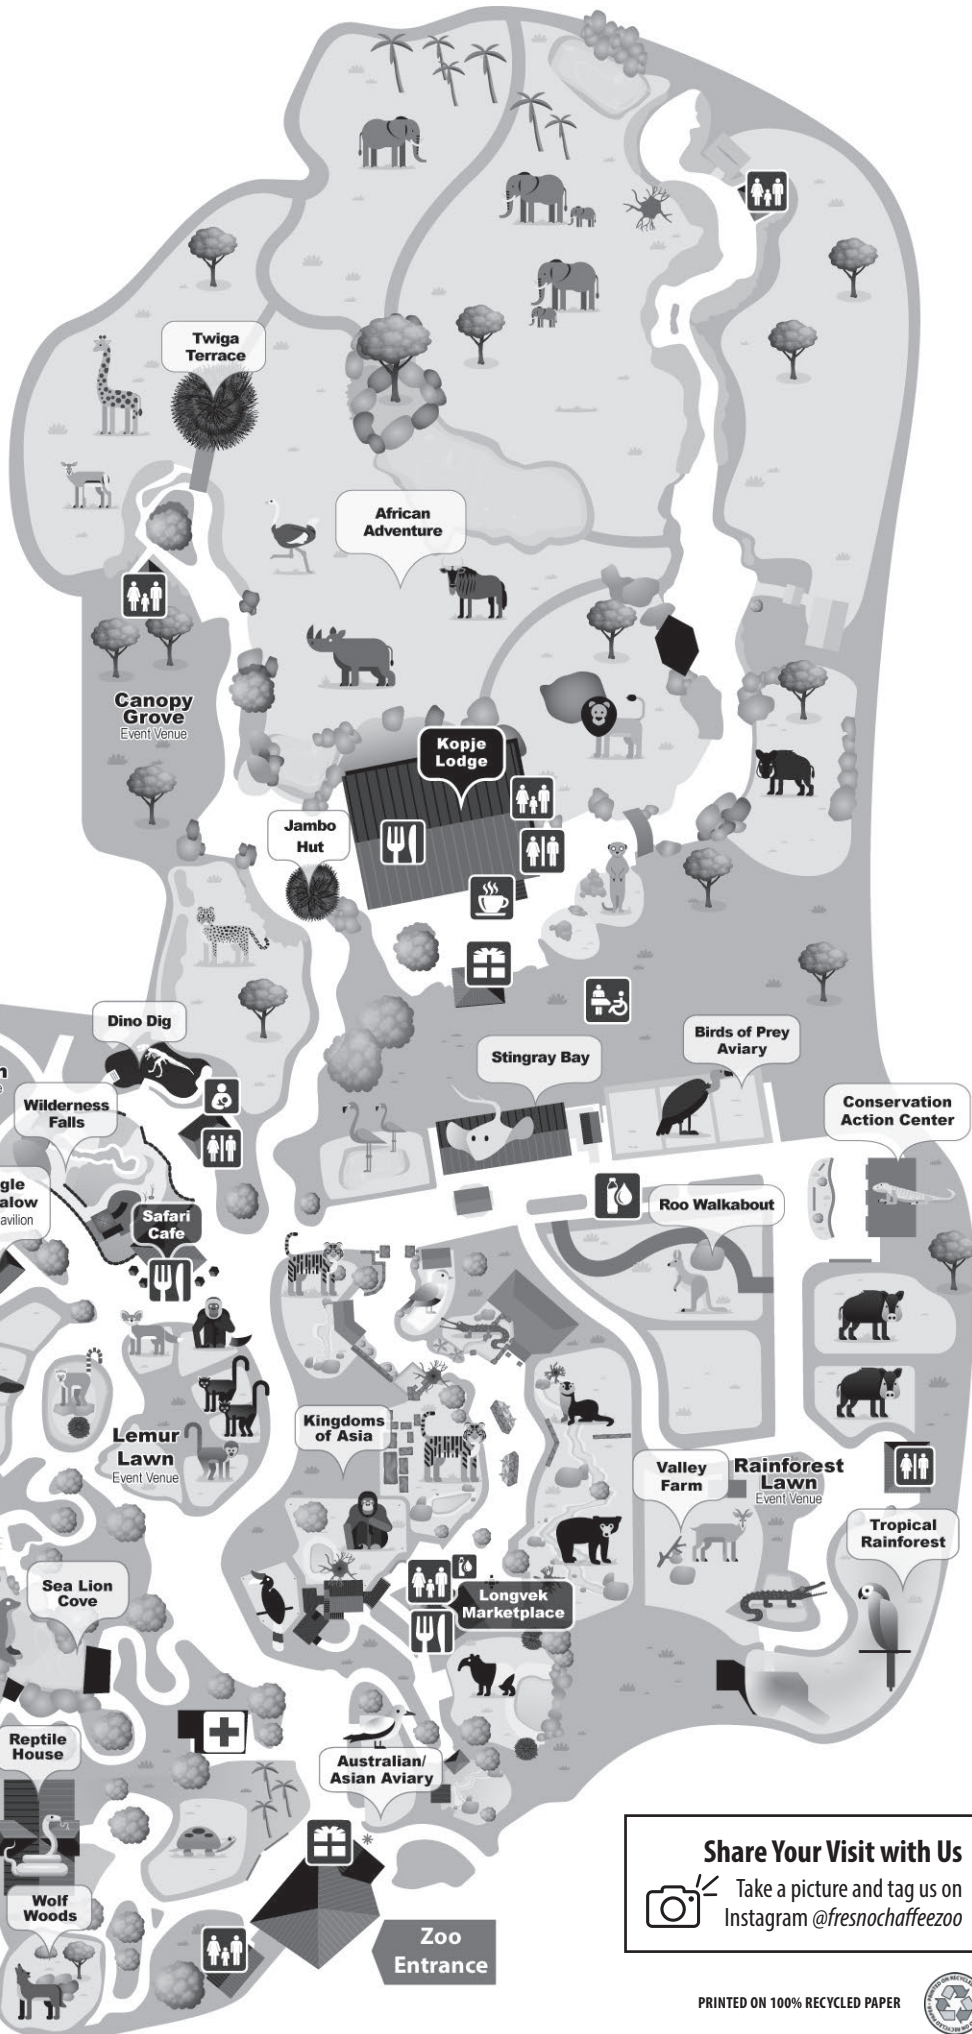 Twiga
Terrace
African
Adventure
Canopy
Grove
Event Venue
Kopje
Lodge
Jambo
Hut
Dino Dig
Stingray Bay
Birds of Prey
Aviary
Wilderness
Falls
Conservation
Action Center
Safari
Cafe
Roo Walkabout
Kingdoms
of Asia
Lemur
Lawn
Event Venue
Valley
Farm
Rainforest
Lawn
Event Venue
Tropical
Rainforest
Sea Lion
Cove
Longvek
Marketplace
Reptile
House
Australian/
Asian Aviary
Wolf
Woods
Zoo
Entrance
Share Your Visit with Us
Take a picture and tag us on
Instagram @fresnochaffeezoo
PRINTED ON 100% RECYCLED PAPER